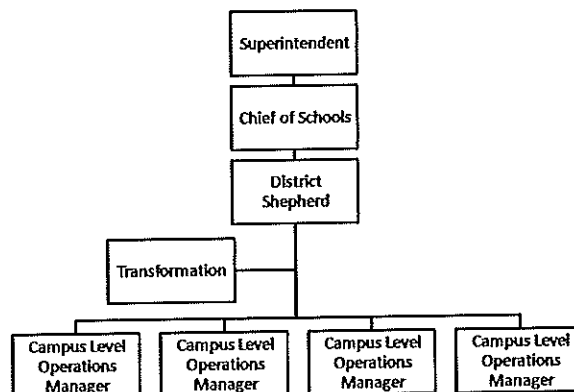 Superintendent
Chief of Schools
District
Shepherd
Transformation
Campus Level
Operations
Manager
Campus Level
Operations
Manager
Campus Level
Operations
Manager
Campus Level
Operations
Manager